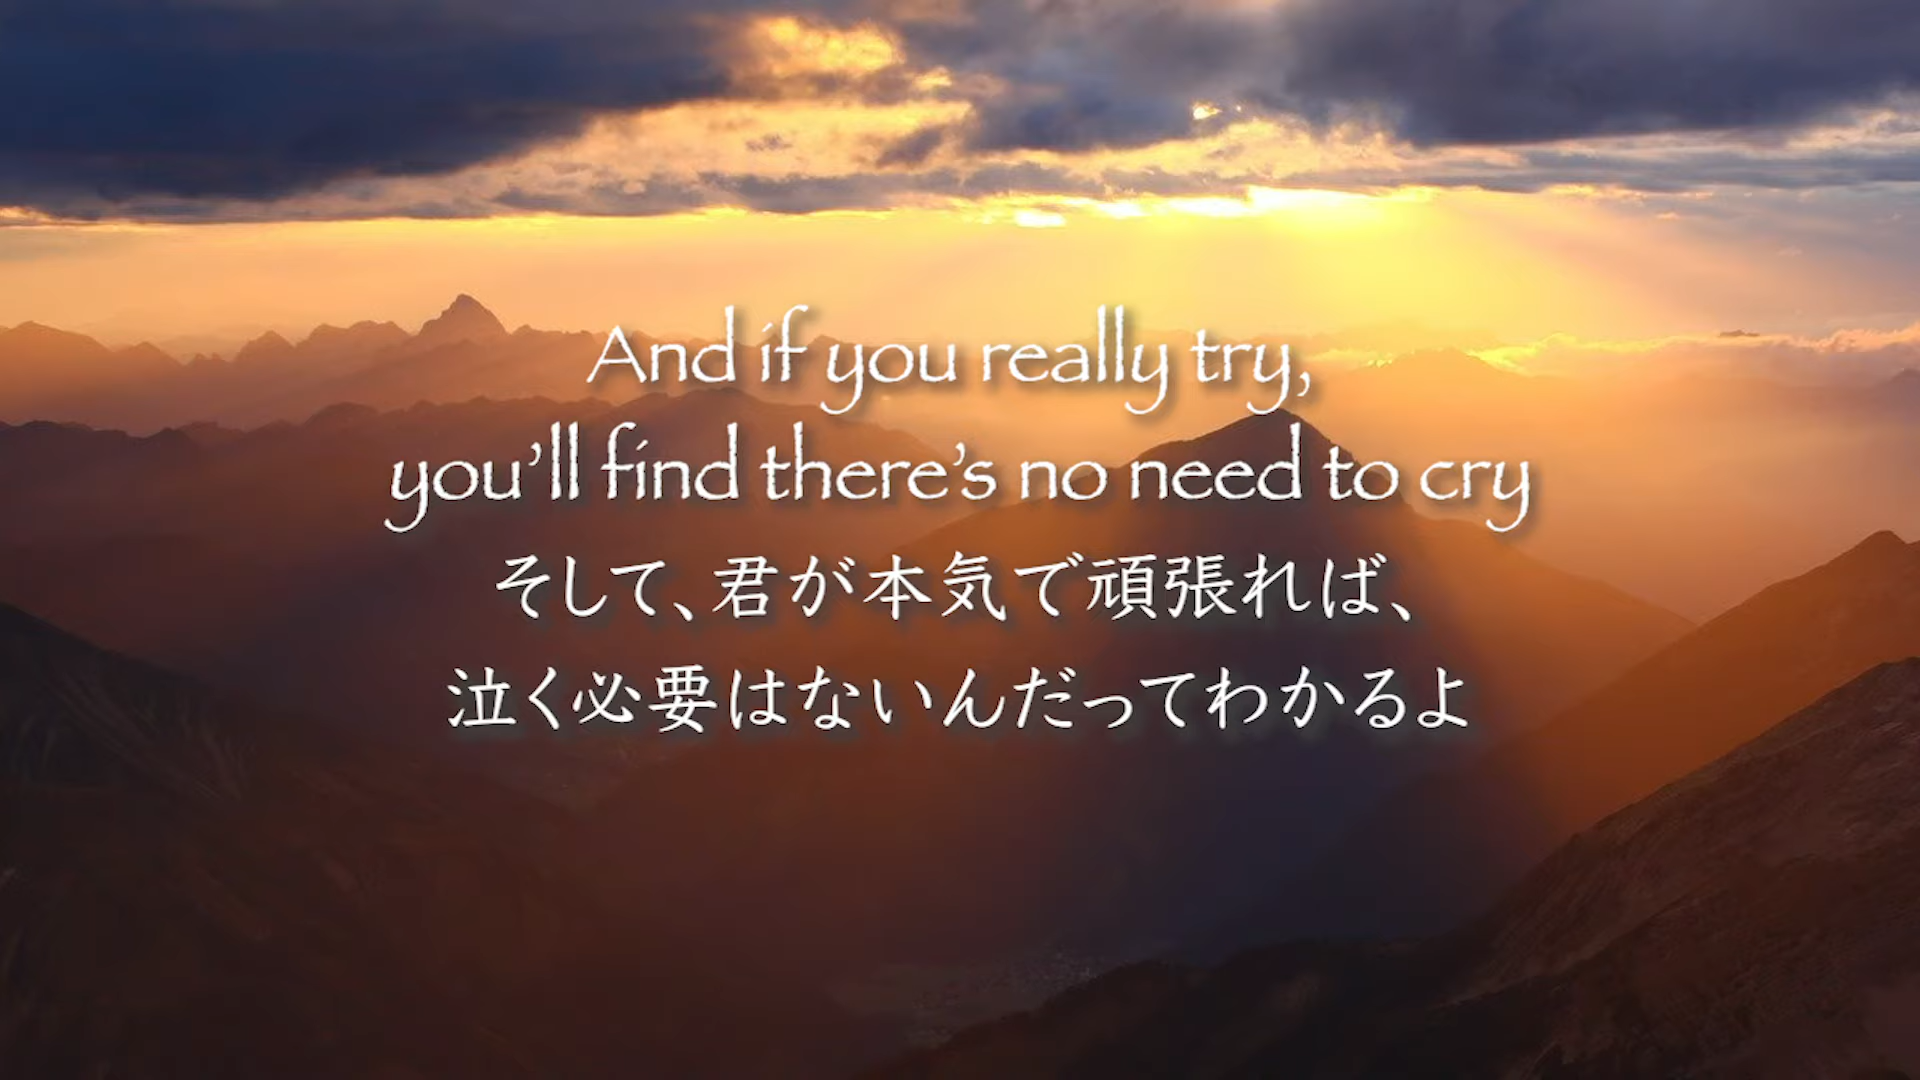 And if you really try,
you'll find there's no need to cry
そして、君が本気で頑張れば、
泣く必要はないんだってわかるよ